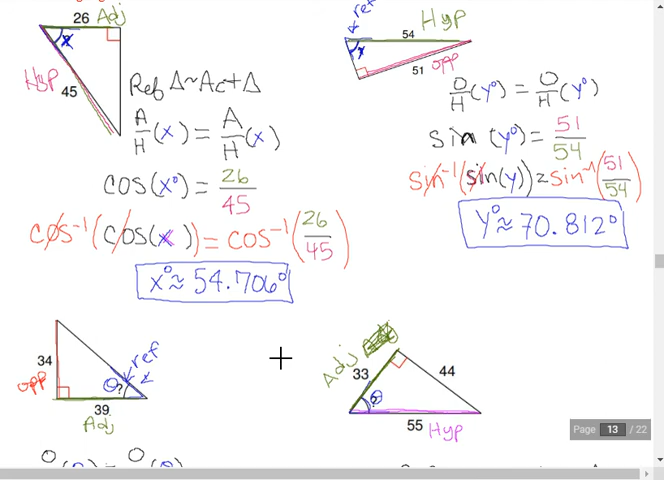 26 Adj
x
Hyp
45
Ref Δ~Act Δ
A/H (x) = A/H (x)
cos(x°) = 26/45
cos⁻¹(cos(x)) = cos⁻¹(26/45)
x° ≈ 54.706°
ref
Hyp
54
y
51 opp
O/H (y°) = O/H (y°)
sin (y°) = 51/54
sin⁻¹(sin(y)) = sin⁻¹(51/54)
y° ≈ 70.812°
34
opp
ref
θ ?
39
Adj
O O
Adj
33
44
θ ?
55 Hyp
Page 13 / 22